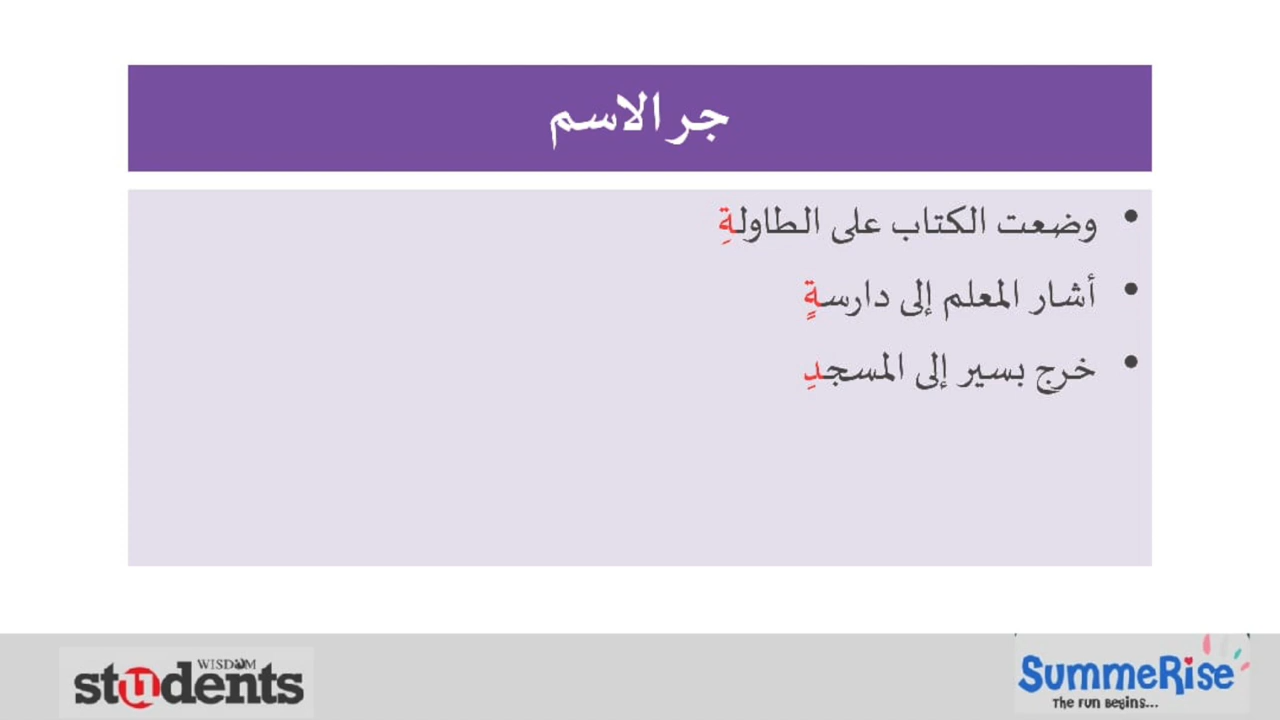 جر الاسم
• وضعت الكتاب على الطاولةِ
• أشار المعلم إلى دارسةٍ
• خرج بسير إلى المسجدِ
WISDOM
students
SummeRise
The fun Begins...